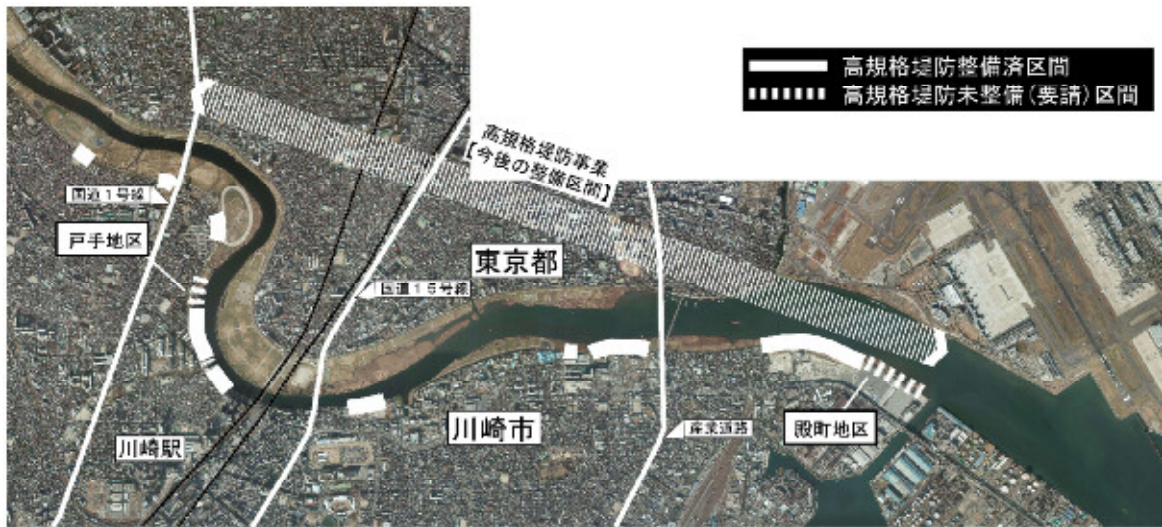 高規格堤防整備済区間
高規格堤防未整備(要請)区間
高規格堤防事業
【今後の整備区間】
国道1号線
戸手地区
東京都
国道15号線
川崎市
川崎駅
産業道路
殿町地区